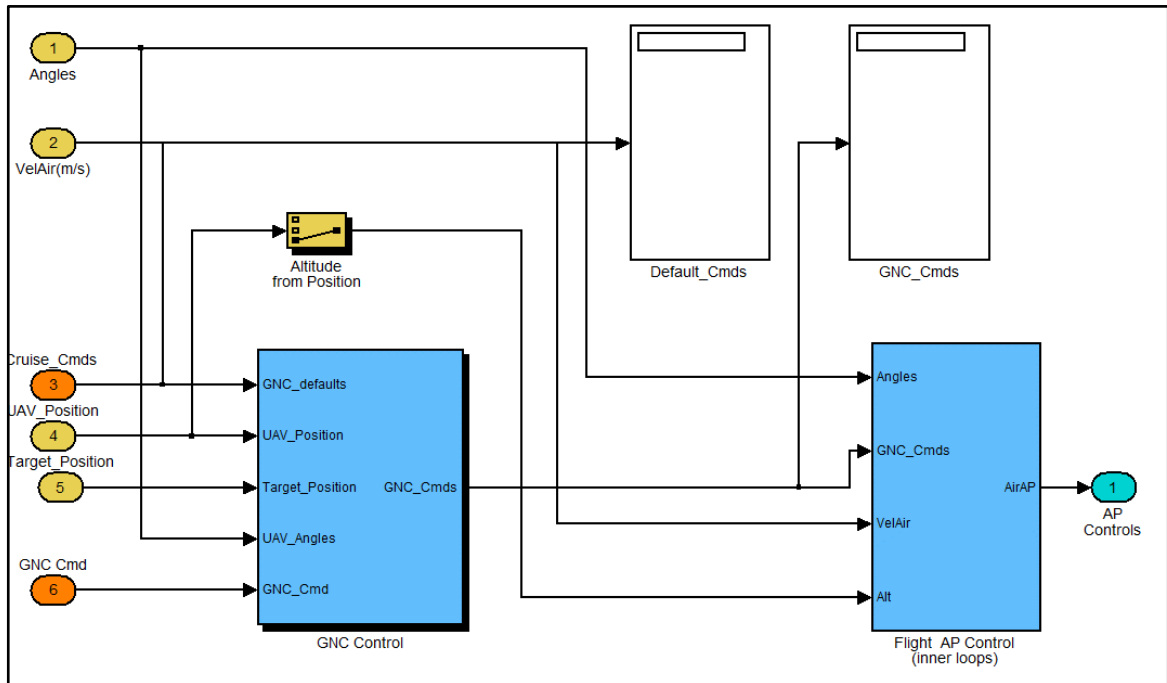 1
Angles
2
VelAir(m/s)
Altitude
from Position
Default_Cmds
GNC_Cmds
Cruise_Cmds
3
UAV_Position
4
Target_Position
5
GNC Cmd
6
GNC_defaults
UAV_Position
Target_Position
GNC_Cmds
UAV_Angles
GNC_Cmd
GNC Control
Angles
GNC_Cmds
AirAP
VelAir
Alt
Flight AP Control
(inner loops)
1
AP
Controls